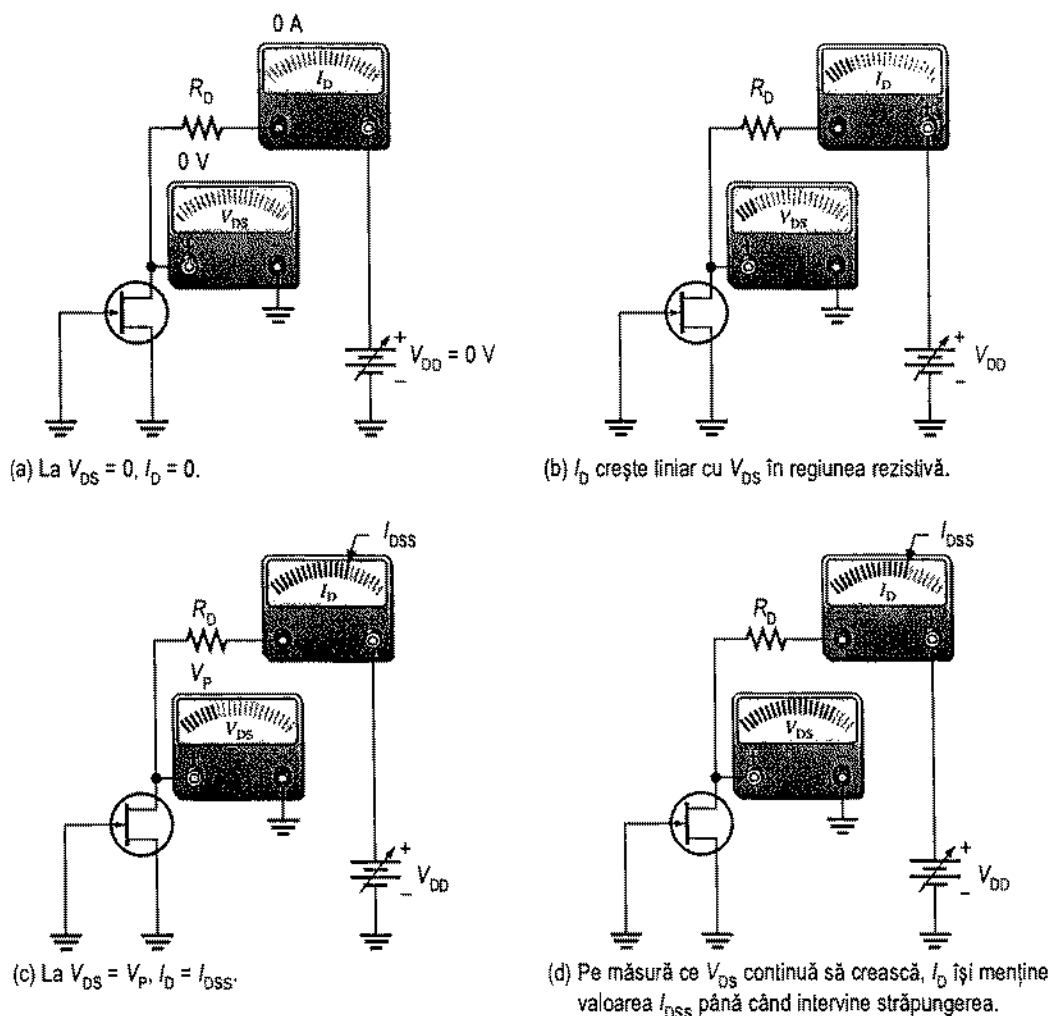 0 A
I_D
R_D
0 V
V_DS
+
V_DD = 0 V
−
(a) La V_DS = 0, I_D = 0.
I_D
R_D
V_DS
+
V_DD
−
(b) I_D crește liniar cu V_DS în regiunea rezistivă.
I_DSS
I_D
R_D
V_P
V_DS
+
V_DD
−
(c) La V_DS = V_P, I_D = I_DSS.
I_DSS
I_D
R_D
V_DS
+
V_DD
−
(d) Pe măsură ce V_DS continuă să crească, I_D își menține
valoarea I_DSS până când intervine străpungerea.